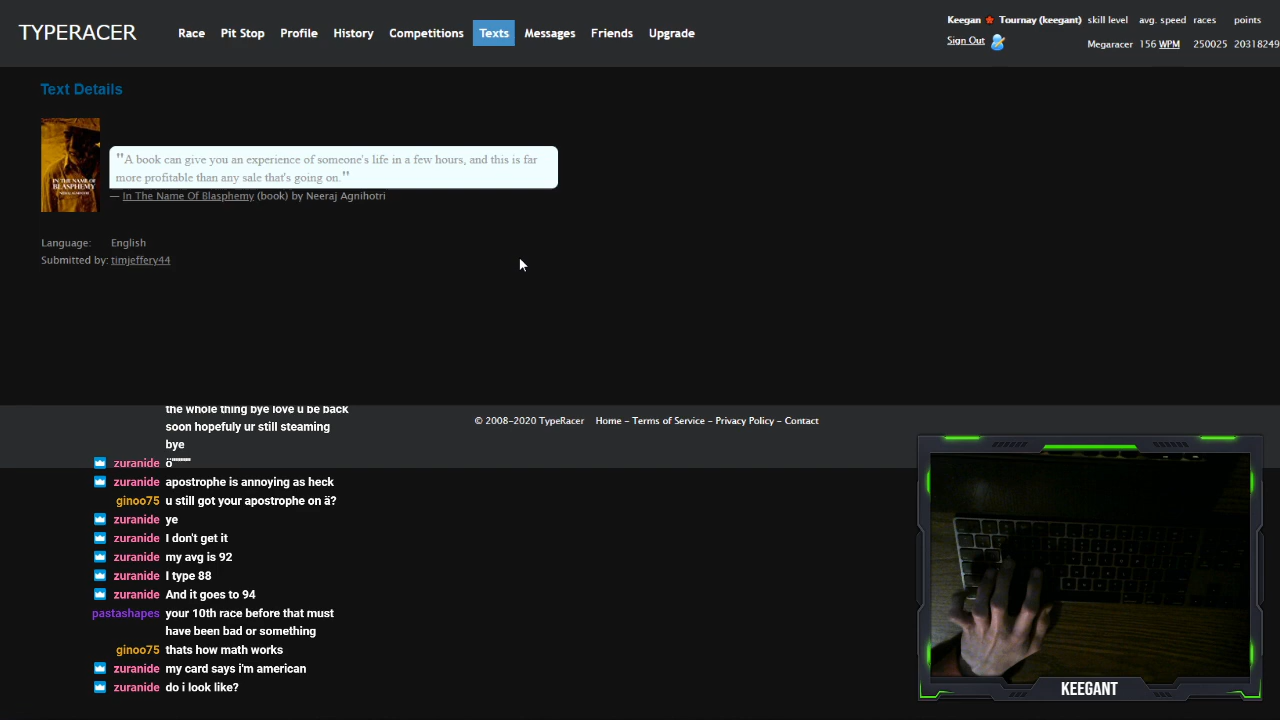 TYPERACER
Race Pit Stop Profile History Competitions Texts Messages Friends Upgrade
Keegan Tournay (keegant) skill level avg. speed races points
Sign Out Megaracer 156 WPM 250025 20318249
Text Details
"A book can give you an experience of someone's life in a few hours, and this is far
more profitable than any sale that's going on."
— In The Name Of Blasphemy (book) by Neeraj Agnihotri
IN THE NAME OF
BLASPHEMY
Language: English
Submitted by: timjeffery44
© 2008-2020 TypeRacer Home – Terms of Service – Privacy Policy – Contact
the whole thing bye love u be back
soon hopefuly ur still steaming
bye
zuranide ö
zuranide apostrophe is annoying as heck
ginoo75 u still got your apostrophe on ä?
zuranide ye
zuranide I don't get it
zuranide my avg is 92
zuranide I type 88
zuranide And it goes to 94
pastashapes your 10th race before that must
have been bad or something
ginoo75 thats how math works
zuranide my card says i'm american
zuranide do i look like?
KEEGANT